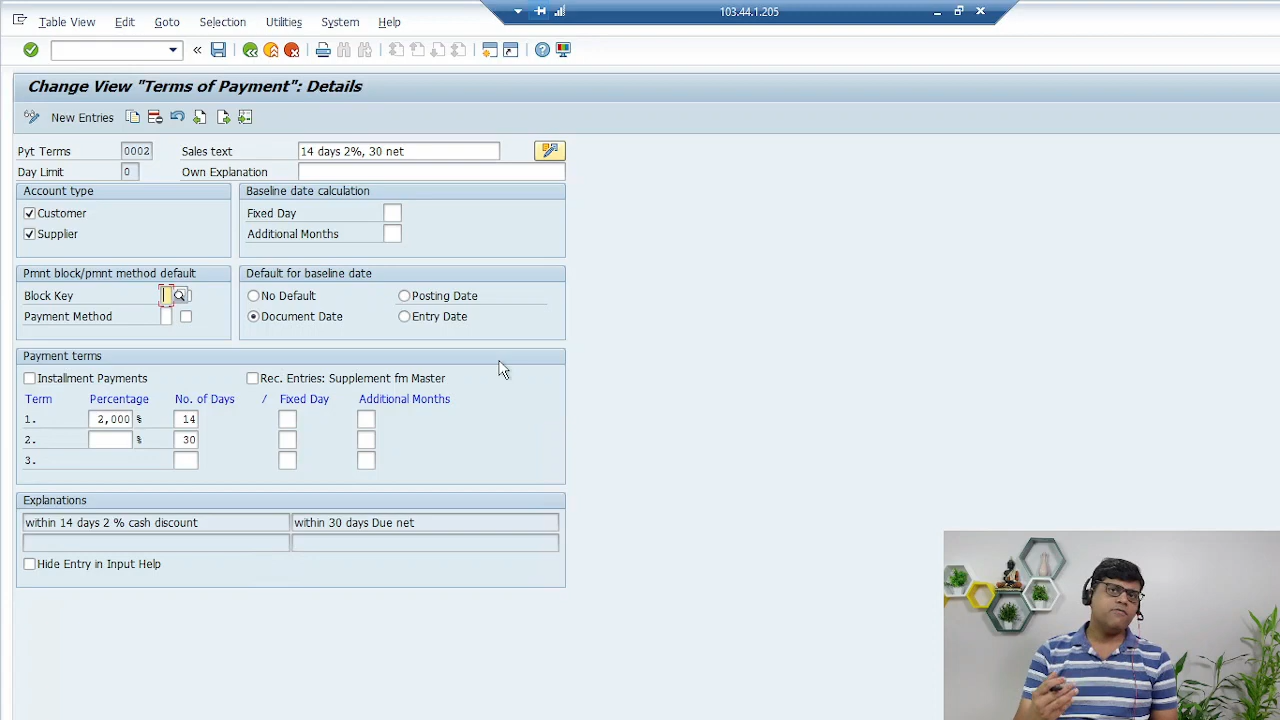 103.44.1.205
Table View Edit Goto Selection Utilities System Help
Change View "Terms of Payment": Details
New Entries
Pyt Terms 0002 Sales text 14 days 2%, 30 net
Day Limit 0 Own Explanation
Account type Baseline date calculation
Customer Fixed Day
Supplier Additional Months
Pmnt block/pmnt method default Default for baseline date
Block Key No Default Posting Date
Payment Method Document Date Entry Date
Payment terms
Installment Payments Rec. Entries: Supplement fm Master
Term Percentage No. of Days / Fixed Day Additional Months
1. 2,000 % 14
2. % 30
3.
Explanations
within 14 days 2 % cash discount within 30 days Due net
Hide Entry in Input Help